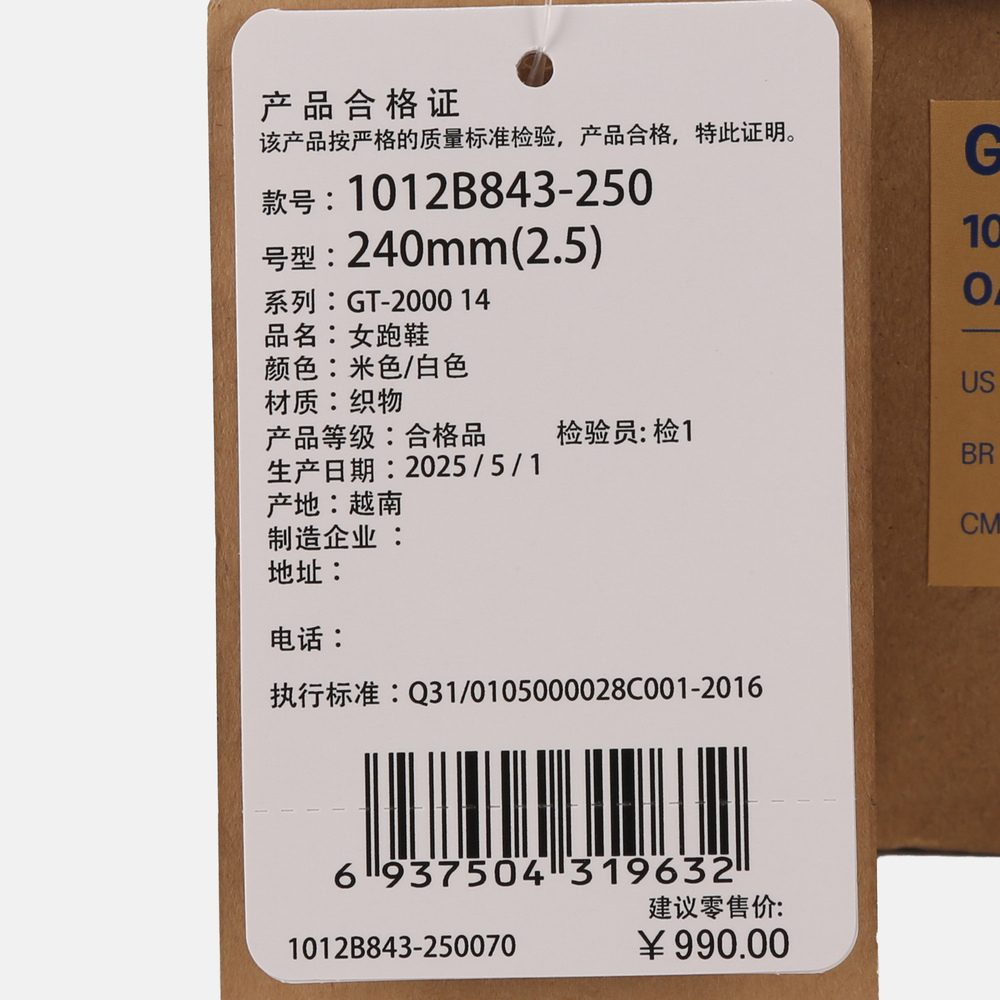 产品合格证
该产品按严格的质量标准检验，产品合格，特此证明。
款号：1012B843-250
号型：240mm(2.5)
系列：GT-2000 14
品名：女跑鞋
颜色：米色/白色
材质：织物
产品等级：合格品 检验员: 检1
生产日期：2025 / 5 / 1
产地：越南
制造企业：
地址：
电话：
执行标准：Q31/0105000028C001-2016
6 937504 319632
建议零售价:
1012B843-250070 ￥990.00
G
10
US
BR
CM